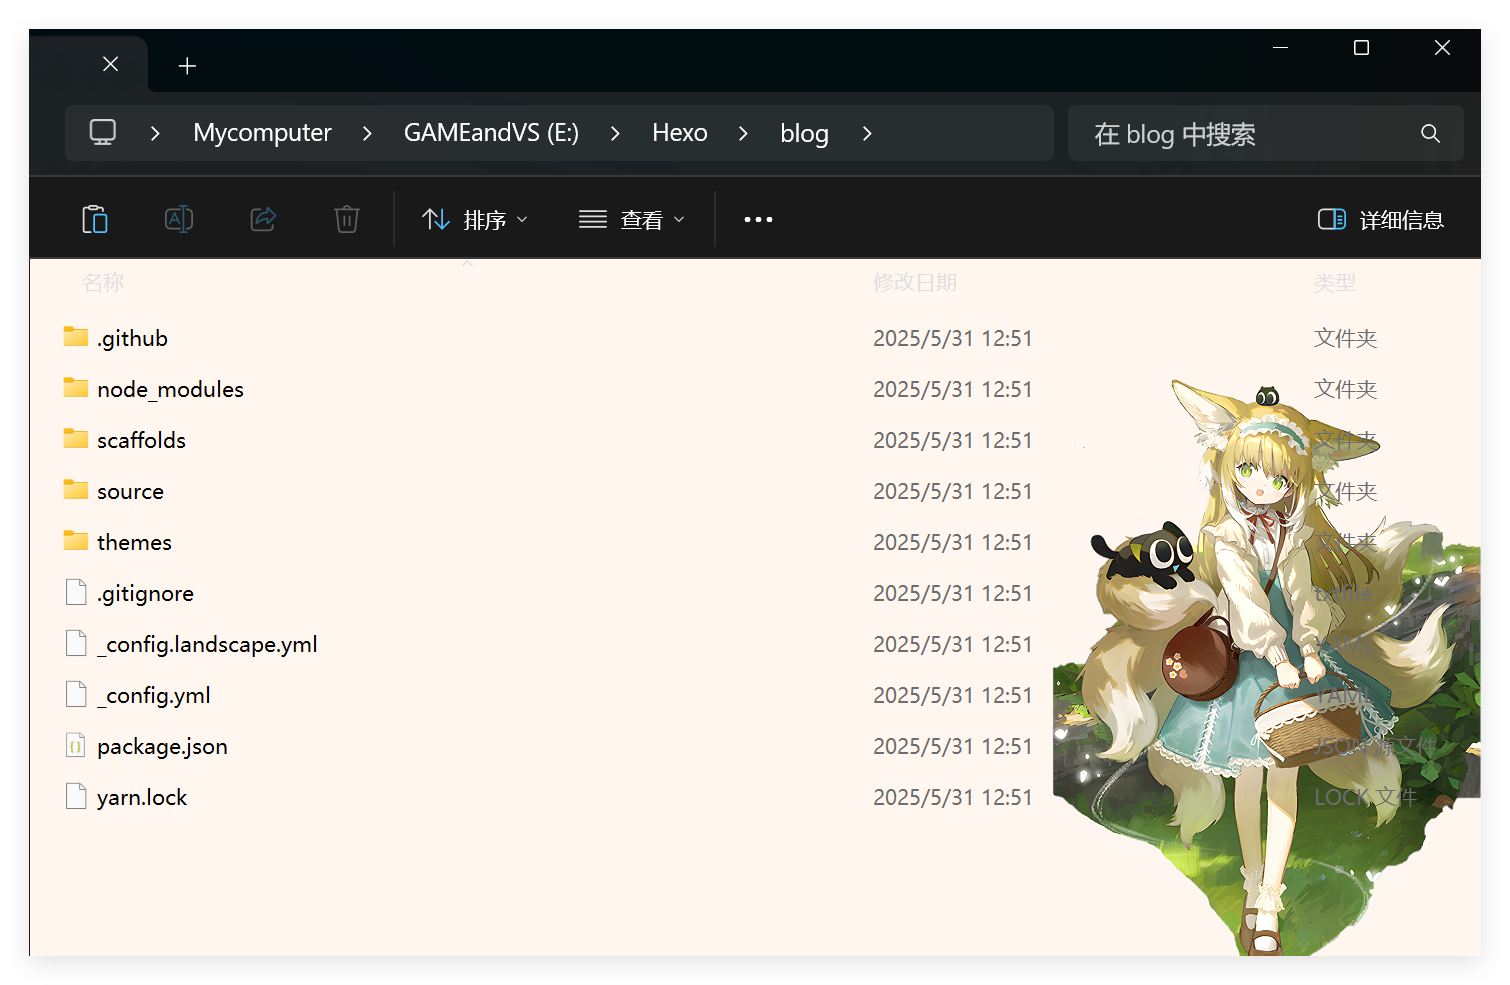 Mycomputer > GAMEandVS (E:) > Hexo > blog >
在 blog 中搜索
排序 查看 ••• 详细信息
名称 修改日期 类型
.github 2025/5/31 12:51 文件夹
node_modules 2025/5/31 12:51 文件夹
scaffolds 2025/5/31 12:51 文件夹
source 2025/5/31 12:51 文件夹
themes 2025/5/31 12:51 文件夹
.gitignore 2025/5/31 12:51 txtfile
_config.landscape.yml 2025/5/31 12:51 YAML
_config.yml 2025/5/31 12:51 YAML
package.json 2025/5/31 12:51 JSON 源文件
yarn.lock 2025/5/31 12:51 LOCK 文件